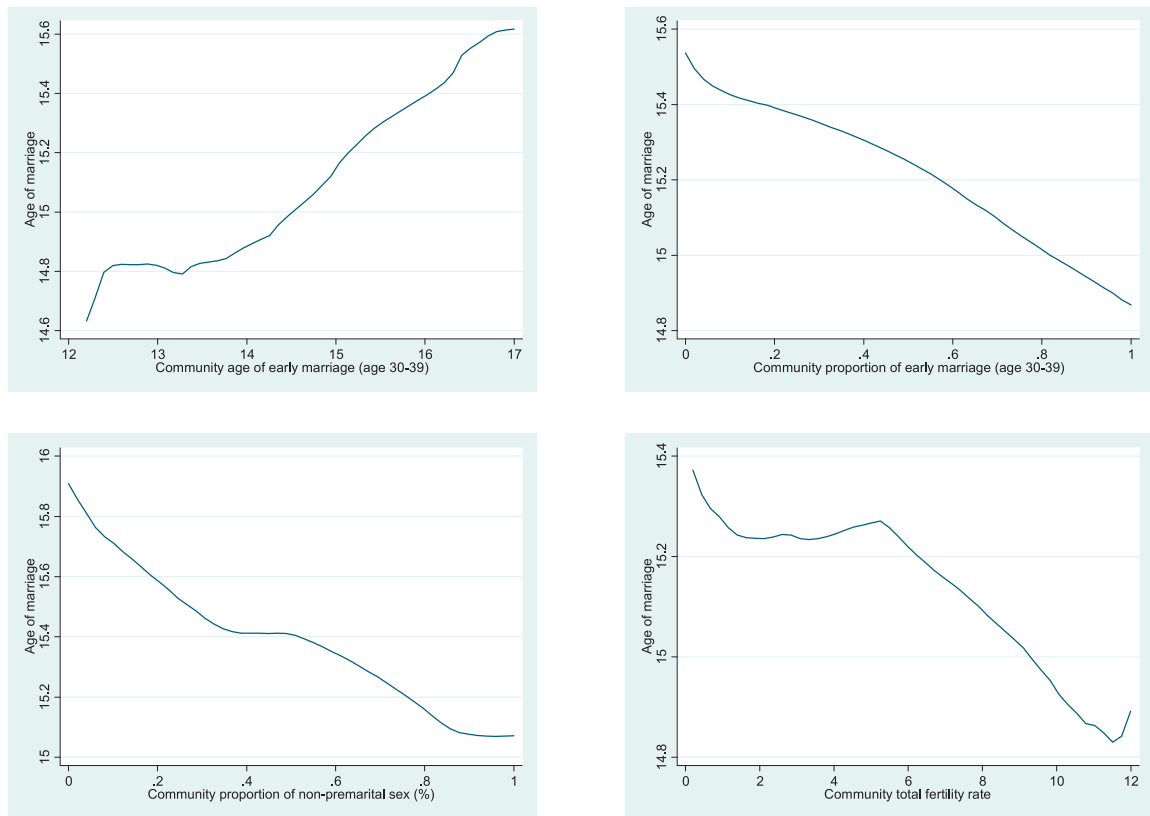 Age of marriage
15.6
15.4
15.2
15
14.8
14.6
12 13 14 15 16 17
Community age of early marriage (age 30-39)
Age of marriage
15.6
15.4
15.2
15
14.8
0 .2 .4 .6 .8 1
Community proportion of early marriage (age 30-39)
Age of marriage
16
15.8
15.6
15.4
15.2
15
0 .2 .4 .6 .8 1
Community proportion of non-premarital sex (%)
Age of marriage
15.4
15.2
15
14.8
0 2 4 6 8 10 12
Community total fertility rate